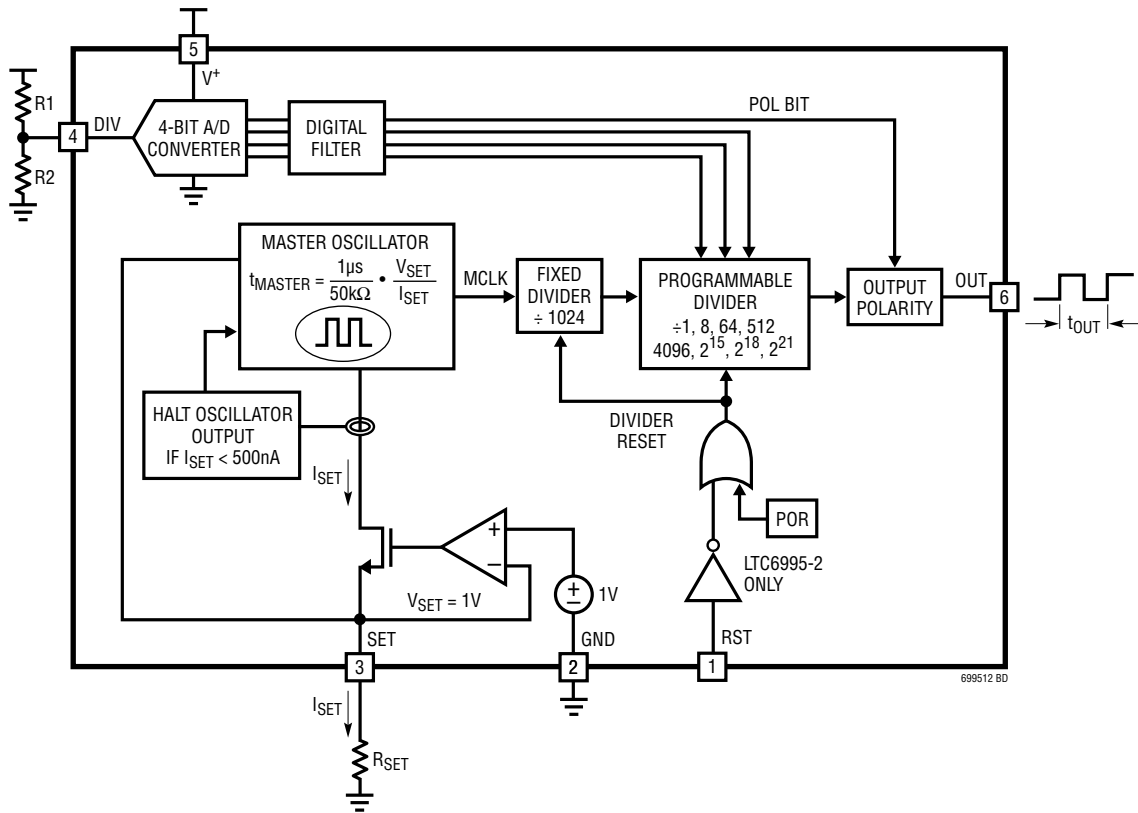 5
V+
R1
4
DIV
R2
4-BIT A/D
CONVERTER
DIGITAL
FILTER
POL BIT
MASTER OSCILLATOR
tMASTER = 1µs/50kΩ • VSET/ISET
MCLK
FIXED
DIVIDER
÷ 1024
PROGRAMMABLE
DIVIDER
÷1, 8, 64, 512
4096, 2^15, 2^18, 2^21
OUTPUT
POLARITY
OUT
6
tOUT
HALT OSCILLATOR
OUTPUT
IF ISET < 500nA
DIVIDER
RESET
ISET
POR
+
–
VSET = 1V
+
–
1V
LTC6995-2
ONLY
SET
GND
RST
3
2
1
699512 BD
ISET
RSET